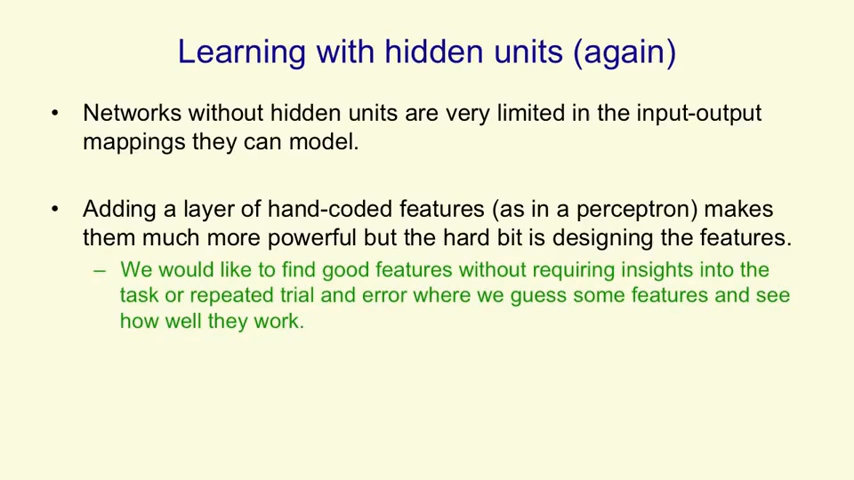 Learning with hidden units (again)
• Networks without hidden units are very limited in the input-output
mappings they can model.
• Adding a layer of hand-coded features (as in a perceptron) makes
them much more powerful but the hard bit is designing the features.
– We would like to find good features without requiring insights into the
task or repeated trial and error where we guess some features and see
how well they work.